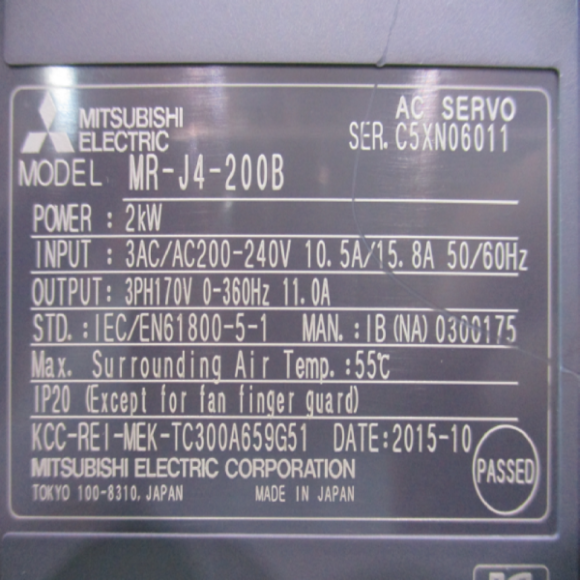 MITSUBISHI ELECTRIC
AC SERVO
SER. C5XN06011
MODEL MR-J4-200B
POWER : 2kW
INPUT : 3AC/AC200-240V 10.5A/15.8A 50/60Hz
OUTPUT: 3PH170V 0-360Hz 11.0A
STD. : IEC/EN61800-5-1 MAN. : IB(NA)0300175
Max. Surrounding Air Temp. :55℃
IP20 (Except for fan finger guard)
KCC-REI-MEK-TC300A659G51 DATE:2015-10
MITSUBISHI ELECTRIC CORPORATION
TOKYO 100-8310, JAPAN MADE IN JAPAN
PASSED